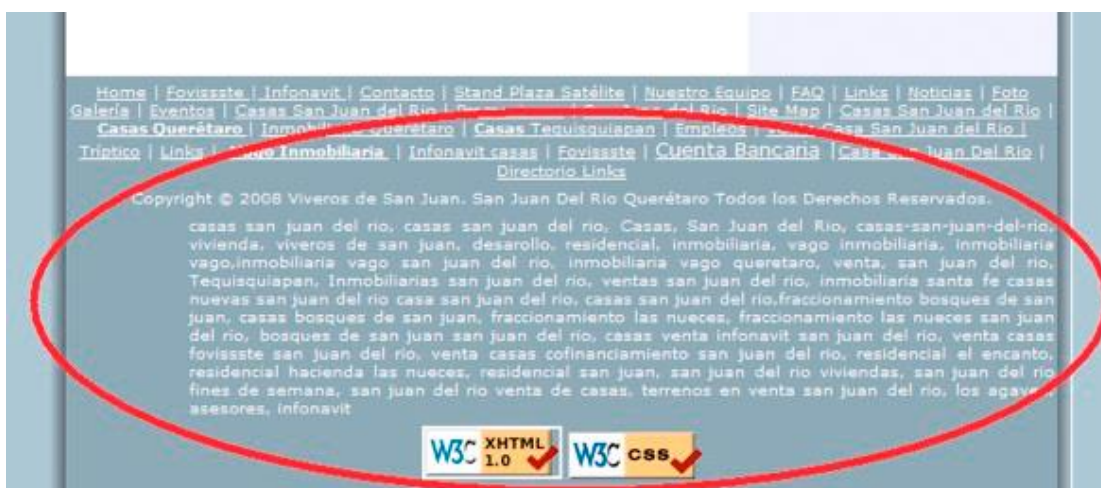 Home | Fovissste | Infonavit | Contacto | Stand Plaza Satélite | Nuestro Equipo | FAQ | Links | Noticias | Foto
Galería | Eventos | Casas San Juan del Rio | San Juan del Rio | Site Map | Casas San Juan del Rio |
Casas Querétaro | Inmobiliaria Querétaro | Casas Tequisquiapan | Empleos | Casa San Juan del Rio |
Tríptico | Links | Vago Inmobiliaria | Infonavit casas | Fovissste | Cuenta Bancaria |Casa San Juan Del Rio |
Directorio Links
Copyright © 2008 Viveros de San Juan. San Juan Del Rio Querétaro Todos los Derechos Reservados.
casas san juan del rio, casas san juan del rio, Casas, San Juan del Rio, casas-san-juan-del-rio,
vivienda, viveros de san juan, desarollo, residencial, inmobiliaria, vago inmobiliaria, inmobiliaria
vago,inmobiliaria vago san juan del rio, inmobiliaria vago queretaro, venta, san juan del rio,
Tequisquiapan, Inmobiliarias san juan del rio, ventas san juan del rio, inmobiliaria santa fe casas
nuevas san juan del rio casa san juan del rio, casas san juan del rio,fraccionamiento bosques de san
juan, casas bosques de san juan, fraccionamiento las nueces, fraccionamiento las nueces san juan
del rio, bosques de san juan san juan del rio, casas venta infonavit san juan del rio, venta casas
fovissste san juan del rio, venta casas cofinanciamiento san juan del rio, residencial el encanto,
residencial hacienda las nueces, residencial san juan, san juan del rio viviendas, san juan del rio
fines de semana, san juan del rio venta de casas, terrenos en venta san juan del rio, los agaves,
asesores, infonavit
W3C XHTML 1.0 W3C CSS